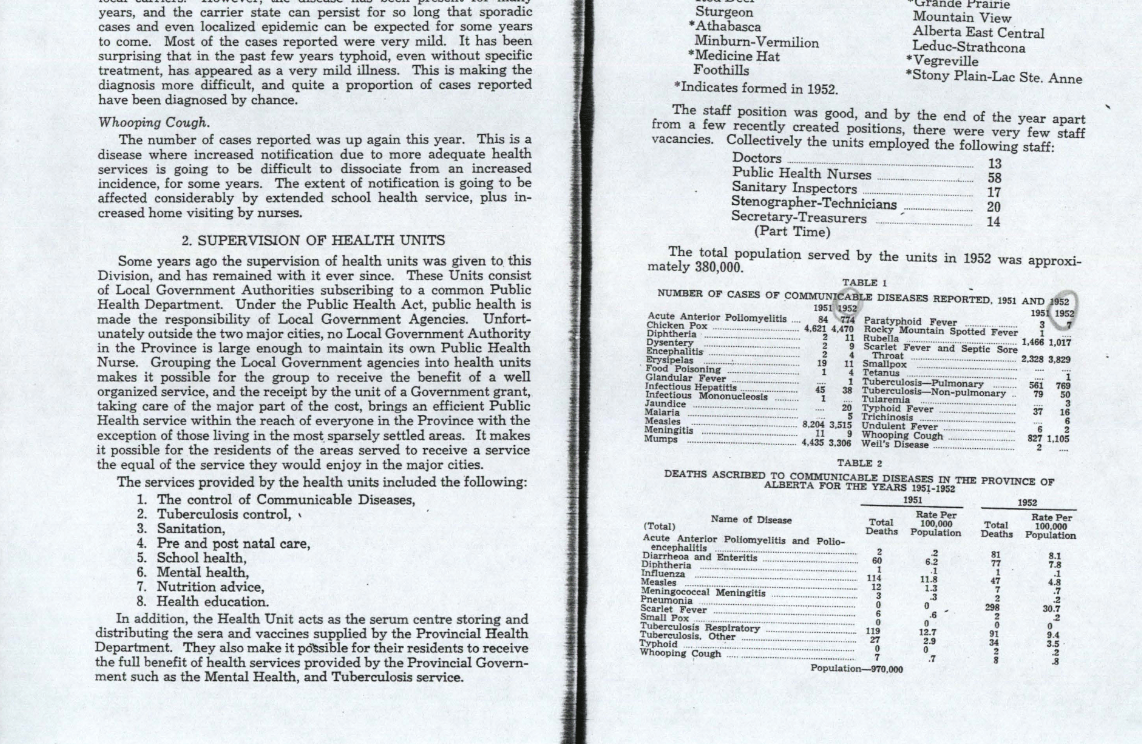 local carriers. However, the disease has been present for many
years, and the carrier state can persist for so long that sporadic
cases and even localized epidemic can be expected for some years
to come. Most of the cases reported were very mild. It has been
surprising that in the past few years typhoid, even without specific
treatment, has appeared as a very mild illness. This is making the
diagnosis more difficult, and quite a proportion of cases reported
have been diagnosed by chance.
Whooping Cough.
The number of cases reported was up again this year. This is a
disease where increased notification due to more adequate health
services is going to be difficult to dissociate from an increased
incidence, for some years. The extent of notification is going to be
affected considerably by extended school health service, plus in-
creased home visiting by nurses.
2. SUPERVISION OF HEALTH UNITS
Some years ago the supervision of health units was given to this
Division, and has remained with it ever since. These Units consist
of Local Government Authorities subscribing to a common Public
Health Department. Under the Public Health Act, public health is
made the responsibility of Local Government Agencies. Unfort-
unately outside the two major cities, no Local Government Authority
in the Province is large enough to maintain its own Public Health
Nurse. Grouping the Local Government agencies into health units
makes it possible for the group to receive the benefit of a well
organized service, and the receipt by the unit of a Government grant,
taking care of the major part of the cost, brings an efficient Public
Health service within the reach of everyone in the Province with the
exception of those living in the most sparsely settled areas. It makes
it possible for the residents of the areas served to receive a service
the equal of the service they would enjoy in the major cities.
The services provided by the health units included the following:
1. The control of Communicable Diseases,
2. Tuberculosis control,
3. Sanitation,
4. Pre and post natal care,
5. School health,
6. Mental health,
7. Nutrition advice,
8. Health education.
In addition, the Health Unit acts as the serum centre storing and
distributing the sera and vaccines supplied by the Provincial Health
Department. They also make it possible for their residents to receive
the full benefit of health services provided by the Provincial Govern-
ment such as the Mental Health, and Tuberculosis service.
Red Deer
Sturgeon
*Athabasca
Minburn-Vermilion
*Medicine Hat
Foothills
*Grande Prairie
Mountain View
Alberta East Central
Leduc-Strathcona
*Vegreville
*Stony Plain-Lac Ste. Anne
*Indicates formed in 1952.
The staff position was good, and by the end of the year apart
from a few recently created positions, there were very few staff
vacancies. Collectively the units employed the following staff:
Doctors 13
Public Health Nurses 58
Sanitary Inspectors 17
Stenographer-Technicians 20
Secretary-Treasurers 14
(Part Time)
The total population served by the units in 1952 was approxi-
mately 380,000.
TABLE 1
NUMBER OF CASES OF COMMUNICABLE DISEASES REPORTED, 1951 AND 1952
1951 1952
Acute Anterior Poliomyelitis ... 84 774
Chicken Pox 4,621 4,470
Diphtheria 2 11
Dysentery 2 9
Encephalitis 2 4
Erysipelas 19 11
Food Poisoning 1 4
Glandular Fever .... 1
Infectious Hepatitis 45 38
Infectious Mononucleosis 1 ....
Jaundice .... 20
Malaria .... 5
Measles 8,204 3,515
Meningitis 11 9
Mumps 4,435 3,306
1951 1952
Paratyphoid Fever 3 7
Rocky Mountain Spotted Fever 1
Rubella 1,466 1,017
Scarlet Fever and Septic Sore
Throat 2,328 3,829
Smallpox .... ....
Tetanus .... 1
Tuberculosis—Pulmonary 561 769
Tuberculosis—Non-pulmonary 79 50
Tularemia .... 3
Typhoid Fever 37 16
Trichinosis .... 6
Undulent Fever 6 2
Whooping Cough 827 1,105
Weil's Disease 2 ....
TABLE 2
DEATHS ASCRIBED TO COMMUNICABLE DISEASES IN THE PROVINCE OF
ALBERTA FOR THE YEARS 1951-1952
1951 1952
Name of Disease Total Deaths Rate Per 100,000 Population Total Deaths Rate Per 100,000 Population
(Total)
Acute Anterior Poliomyelitis and Polio-
encephalitis 2 .2 81 8.1
Diarrhoea and Enteritis 60 6.2 77 7.8
Diphtheria 1 .1 1 .1
Influenza 114 11.8 47 4.8
Measles 12 1.3 7 .7
Meningococal Meningitis 3 .3 2 .2
Pneumonia 0 0 298 30.7
Scarlet Fever 6 .6 2 .2
Small Pox 0 0 0 0
Tuberculosis Respiratory 119 12.7 91 9.4
Tuberculosis, Other 27 2.9 34 3.5
Typhoid 0 0 2 .2
Whooping Cough 7 .7 8 .8
Population—970,000